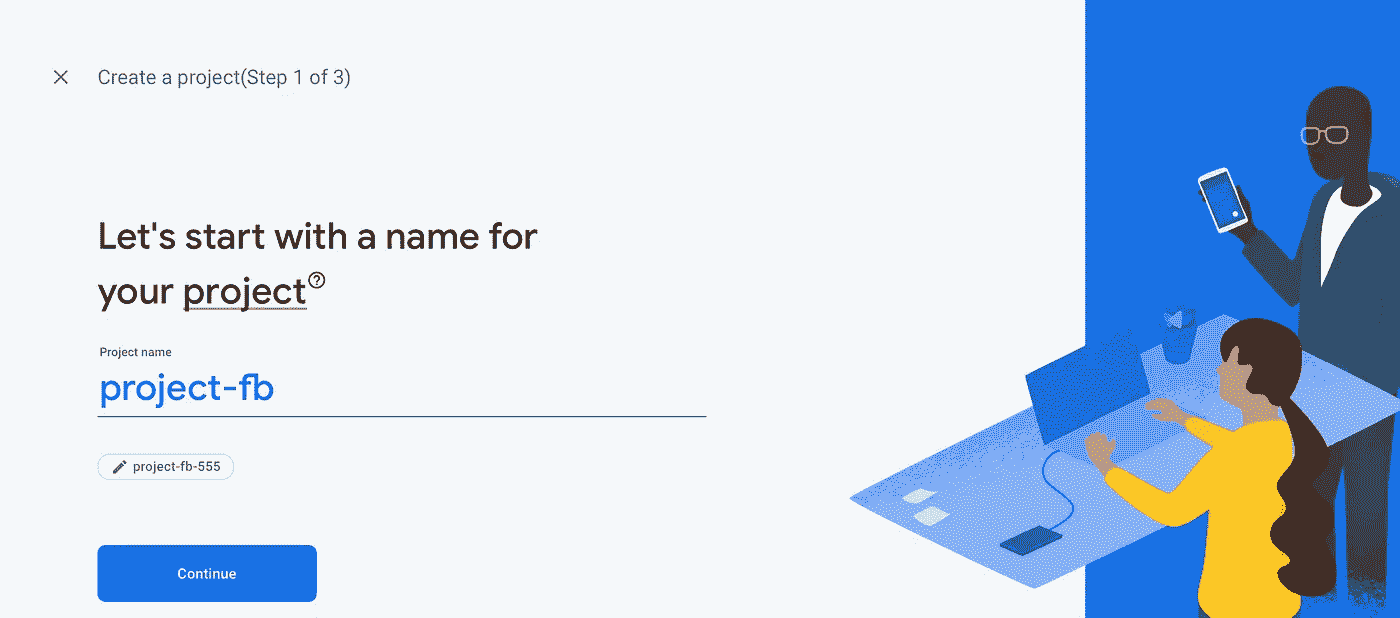 Create a project(Step 1 of 3)
Let's start with a name for
your project
Project name
project-fb
project-fb-555
Continue